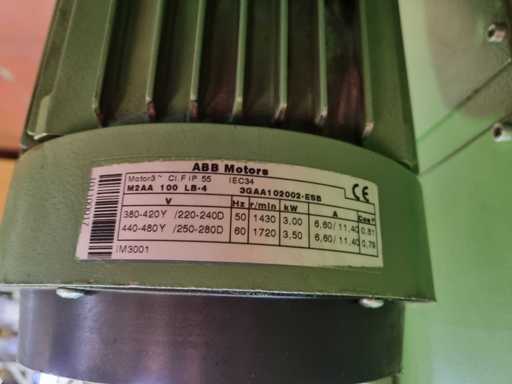 ABB Motors
Motor3~ Cl.F IP 55 IEC34
M2AA 100 LB-4 3GAA102002-ESB
CE
V Hz r/min kW A Cosᵠ
380-420Y /220-240D 50 1430 3,00 6,60/11,40 0,81
440-480Y /250-280D 60 1720 3,50 6,60/11,40 0,79
IM3001